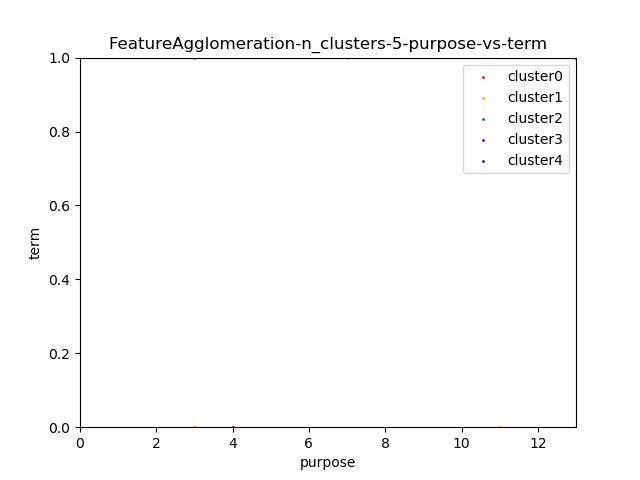 FeatureAgglomeration-n_clusters-5-purpose-vs-term
1.0
cluster0
cluster1
cluster2
cluster3
cluster4
0.8
0.6
term
0.4
0.2
0.0
0 2 4 6 8 10 12
purpose